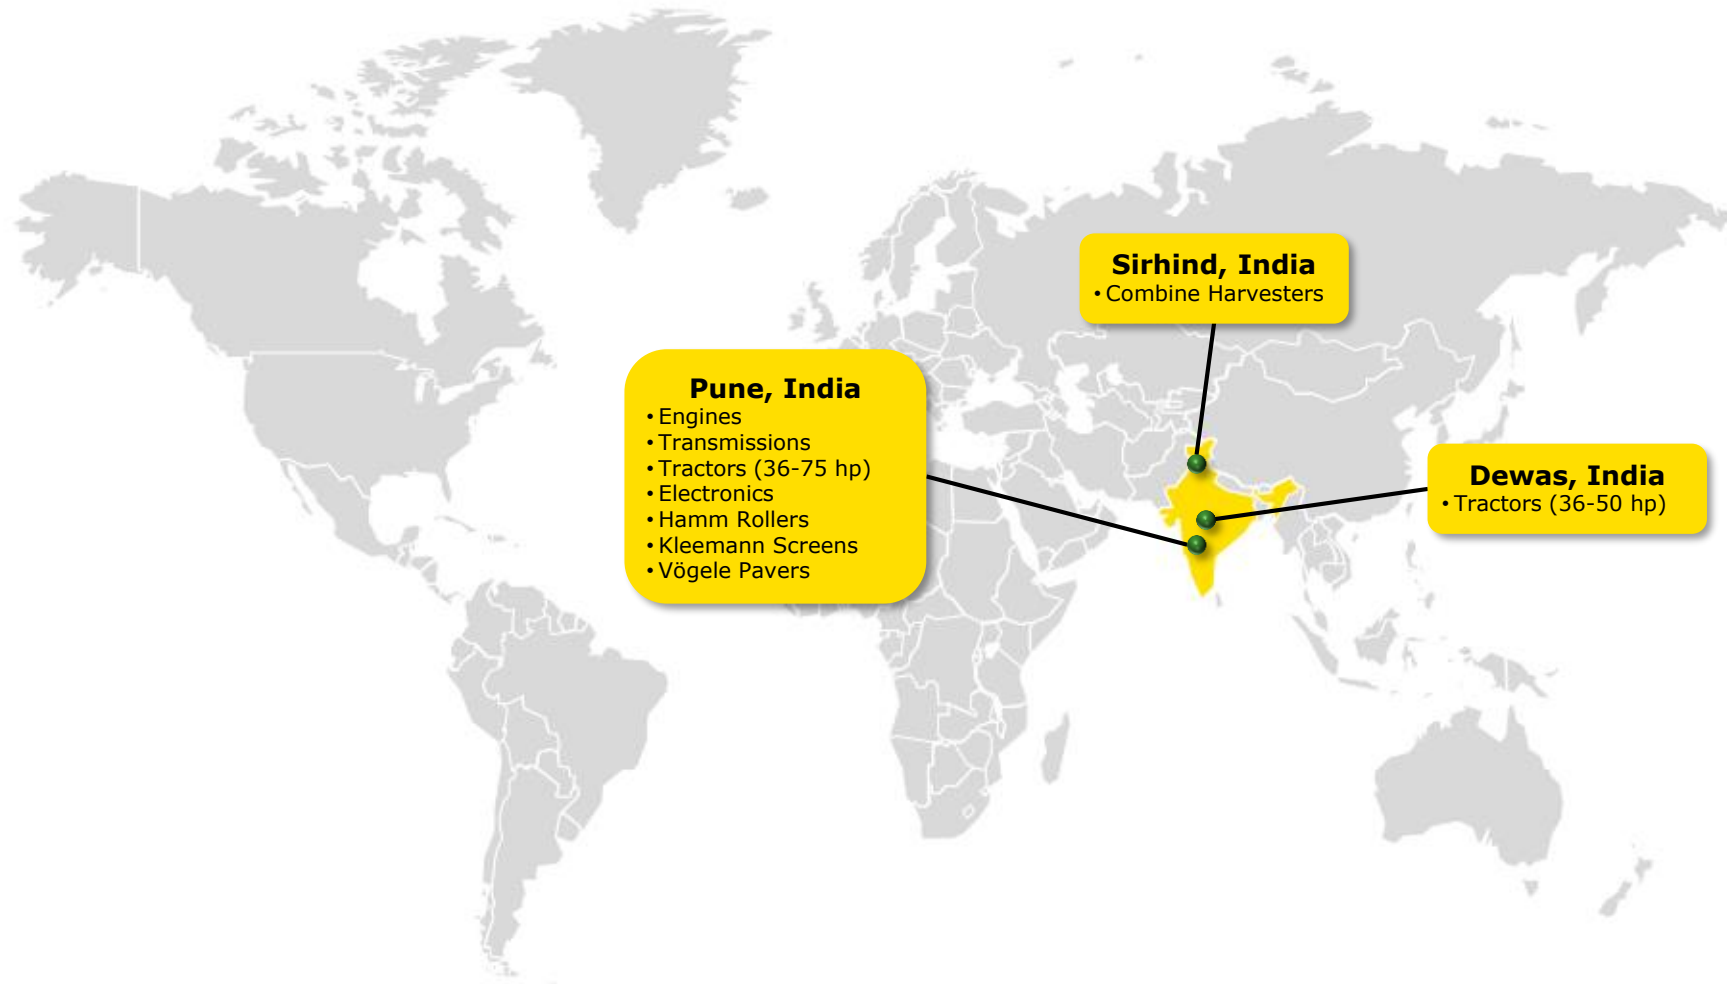 Sirhind, India
• Combine Harvesters
Pune, India
• Engines
• Transmissions
• Tractors (36-75 hp)
• Electronics
• Hamm Rollers
• Kleemann Screens
• Vögele Pavers
Dewas, India
• Tractors (36-50 hp)